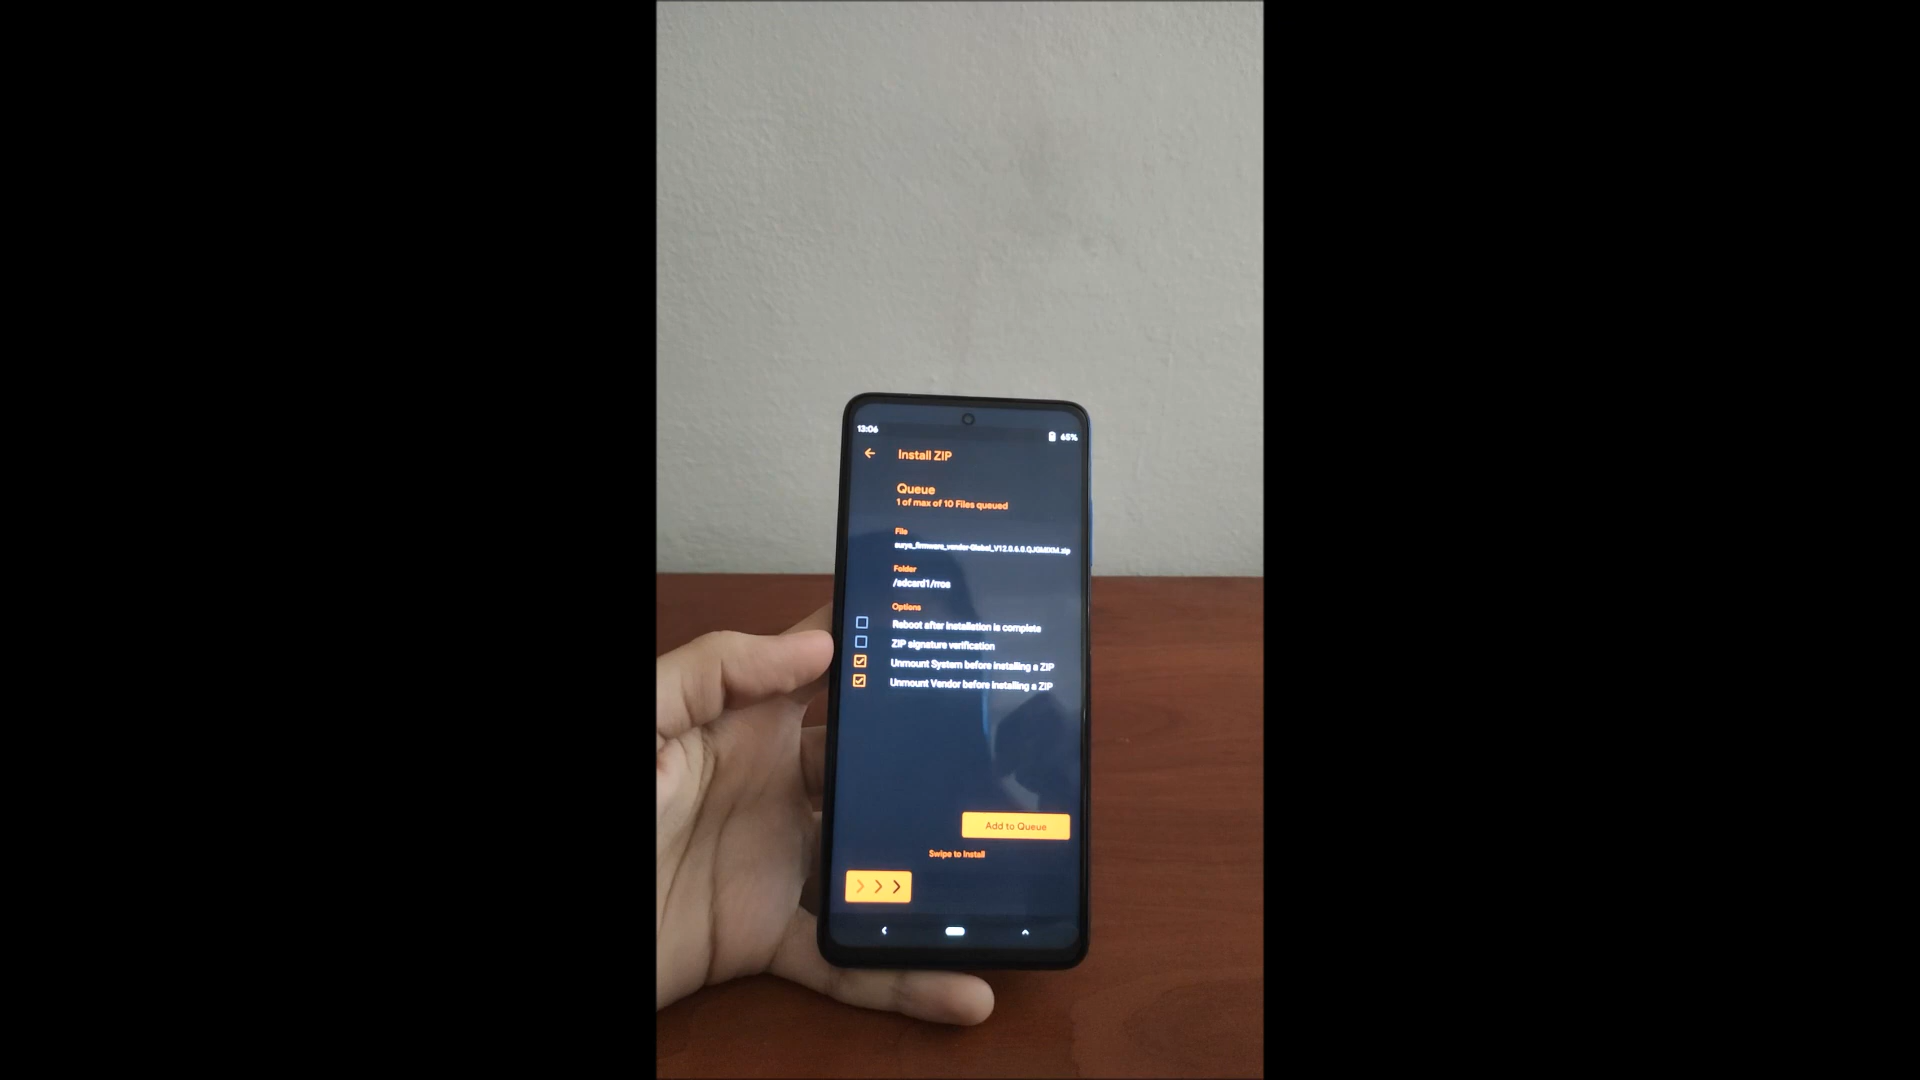 13:06
65%
Install ZIP
Queue
1 of max of 10 Files queued
File
surya_firmware_vendor-Global_V12.0.6.0.QJGMIXM.zip
Folder
/sdcard1/rros
Options
Reboot after installation is complete
ZIP signature verification
Unmount System before installing a ZIP
Unmount Vendor before installing a ZIP
Add to Queue
Swipe to Install